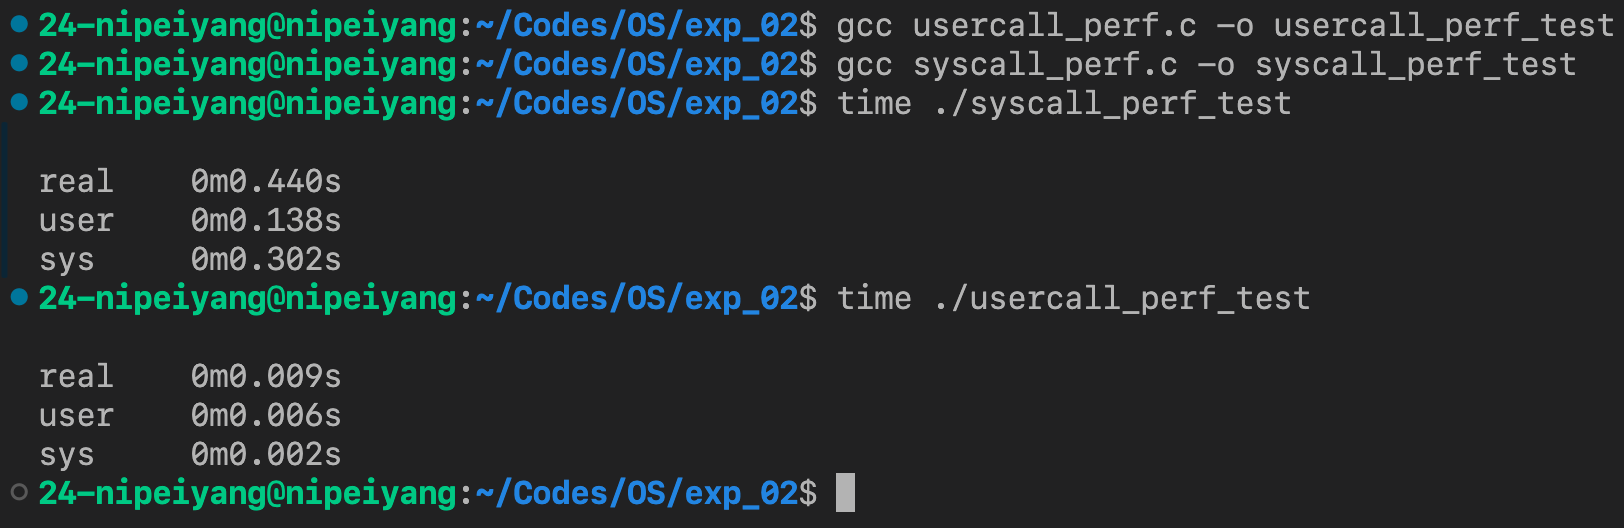 24-nipeiyang@nipeiyang:~/Codes/OS/exp_02$ gcc usercall_perf.c -o usercall_perf_test
24-nipeiyang@nipeiyang:~/Codes/OS/exp_02$ gcc syscall_perf.c -o syscall_perf_test
24-nipeiyang@nipeiyang:~/Codes/OS/exp_02$ time ./syscall_perf_test
real    0m0.440s
user    0m0.138s
sys     0m0.302s
24-nipeiyang@nipeiyang:~/Codes/OS/exp_02$ time ./usercall_perf_test
real    0m0.009s
user    0m0.006s
sys     0m0.002s
24-nipeiyang@nipeiyang:~/Codes/OS/exp_02$